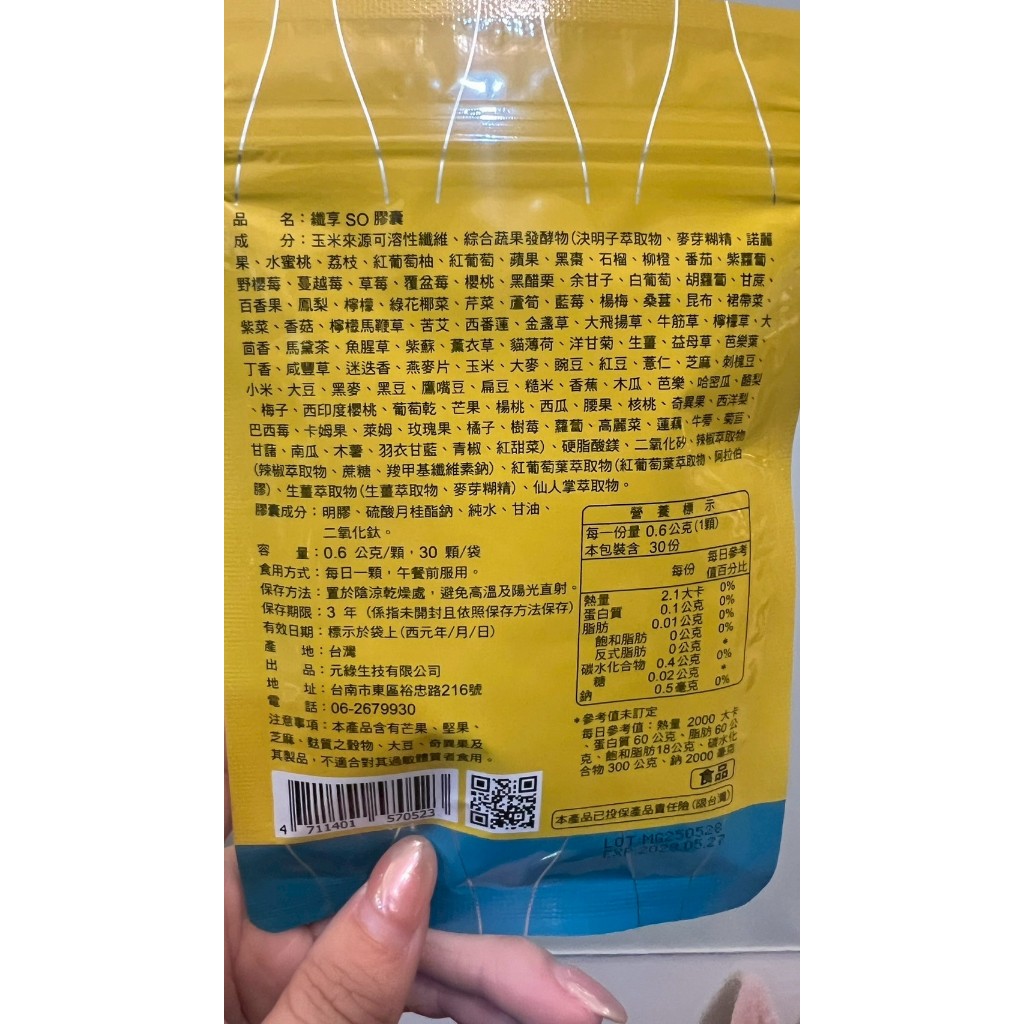 品　名：纖享 SO 膠囊
成　分：玉米來源可溶性纖維、綜合蔬果發酵物(決明子萃取物、麥芽糊精、諾麗
果、水蜜桃、荔枝、紅葡萄柚、紅葡萄、蘋果、黑棗、石榴、柳橙、番茄、紫蘿蔔、
野櫻莓、蔓越莓、草莓、覆盆莓、櫻桃、黑醋栗、余甘子、白葡萄、胡蘿蔔、甘蔗、
百香果、鳳梨、檸檬、綠花椰菜、芹菜、蘆筍、藍莓、楊梅、桑葚、昆布、裙帶菜、
紫菜、香菇、檸檬馬鞭草、苦艾、西番蓮、金盞草、大飛揚草、牛筋草、檸檬草、大
茴香、馬黛茶、魚腥草、紫蘇、薰衣草、貓薄荷、洋甘菊、生薑、益母草、芭樂葉、
丁香、咸豐草、迷迭香、燕麥片、玉米、大麥、豌豆、紅豆、薏仁、芝麻、刺槐豆、
小米、大豆、黑麥、黑豆、鷹嘴豆、扁豆、糙米、香蕉、木瓜、芭樂、哈密瓜、酪梨
、梅子、西印度櫻桃、葡萄乾、芒果、楊桃、西瓜、腰果、核桃、奇異果、西洋梨、
巴西莓、卡姆果、萊姆、玫瑰果、橘子、樹莓、蘿蔔、高麗菜、蓮藕、牛蒡、菊苣、
甘藷、南瓜、木薯、羽衣甘藍、青椒、紅甜菜)、硬脂酸鎂、二氧化矽、辣椒萃取物
(辣椒萃取物、蔗糖、羧甲基纖維素鈉)、紅葡萄葉萃取物(紅葡萄葉萃取物、阿拉伯
膠)、生薑萃取物(生薑萃取物、麥芽糊精)、仙人掌萃取物。
膠囊成分：明膠、硫酸月桂酯鈉、純水、甘油、
二氧化鈦。
容　量：0.6 公克/顆，30 顆/袋
食用方式：每日一顆，午餐前服用。
保存方法：置於陰涼乾燥處，避免高溫及陽光直射。
保存期限：3 年 (係指未開封且依照保存方法保存)
有效日期：標示於袋上(西元年/月/日)
產　地：台灣
出　品：元綠生技有限公司
地　址：台南市東區裕忠路216號
電　話：06-2679930
注意事項：本產品含有芒果、堅果、
芝麻、麩質之穀物、大豆、奇異果及
其製品，不適合對其過敏體質者食用。
營養標示
每一份量 0.6公克(1顆)
本包裝含 30份
每份　每日參考值百分比
熱量　2.1大卡　0%
蛋白質　0.1公克　0%
脂肪　0.01公克　0%
飽和脂肪　0公克　0%
反式脂肪　0公克　*
碳水化合物　0.4公克　0%
糖　0.02公克　*
鈉　0.5毫克　0%
*參考值未訂定
每日參考值：熱量 2000 大卡
、蛋白質 60 公克、脂肪 60 公
克、飽和脂肪18公克、碳水化
合物 300 公克、鈉 2000 毫克
食品
本產品已投保產品責任險(限台灣)
4 711401 570523
LOT MG250528
EXP 2028.05.27